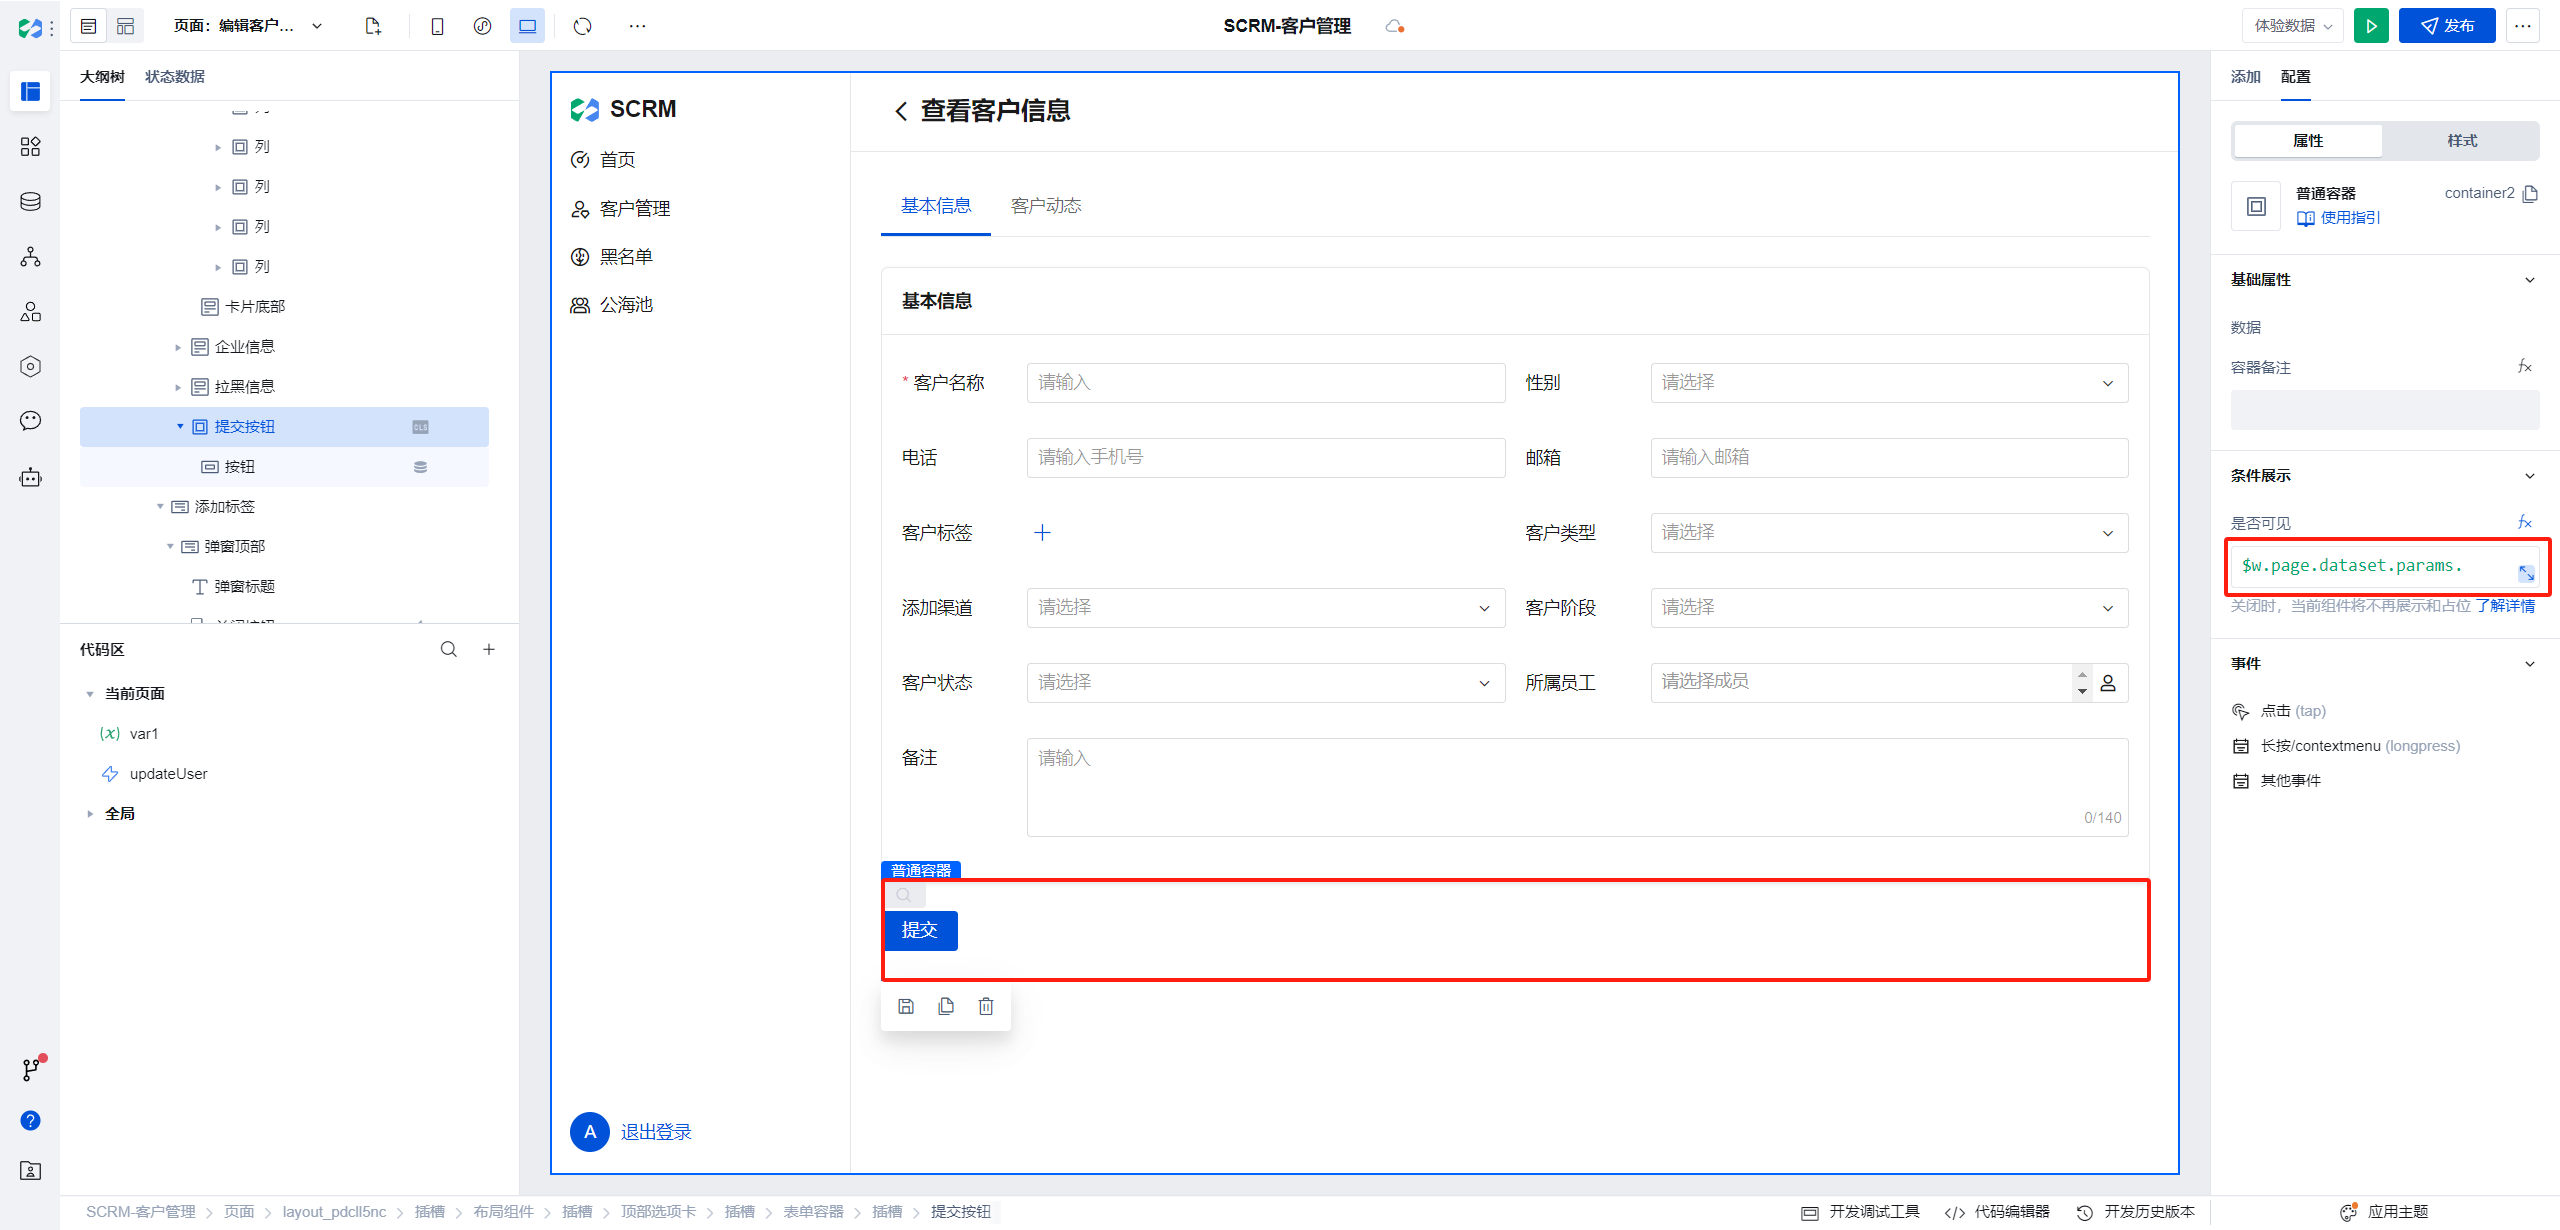 页面：编辑客户...
SCRM-客户管理
体验数据
发布
大纲树
状态数据
列
列
列
列
列
卡片底部
企业信息
拉黑信息
提交按钮
CLS
按钮
添加标签
弹窗顶部
弹窗标题
代码区
当前页面
(x) var1
updateUser
全局
SCRM
首页
客户管理
黑名单
公海池
A 退出登录
查看客户信息
基本信息
客户动态
基本信息
* 客户名称
请输入
性别
请选择
电话
请输入手机号
邮箱
请输入邮箱
客户标签
客户类型
请选择
添加渠道
请选择
客户阶段
请选择
客户状态
请选择
所属员工
请选择成员
备注
请输入
0/140
普通容器
提交
添加
配置
属性
样式
普通容器
container2
使用指引
基础属性
数据
容器备注
fx
条件展示
是否可见
fx
$w.page.dataset.params.
关闭时，当前组件将不再展示和占位 了解详情
事件
点击 (tap)
长按/contextmenu (longpress)
其他事件
SCRM-客户管理 > 页面 > layout_pdcll5nc > 插槽 > 布局组件 > 插槽 > 顶部选项卡 > 插槽 > 表单容器 > 插槽 > 提交按钮
开发调试工具
代码编辑器
开发历史版本
应用主题